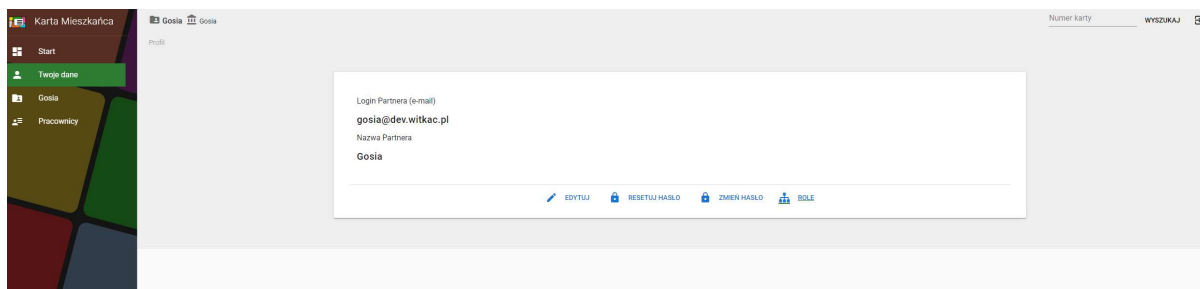 Karta Mieszkańca
Gosia Gosia
Numer karty
WYSZUKAJ
Profil
Start
Twoje dane
Gosia
Pracownicy
Login Partnera (e-mail)
gosia@dev.witkac.pl
Nazwa Partnera
Gosia
EDYTUJ RESETUJ HASŁO ZMIEŃ HASŁO ROLE